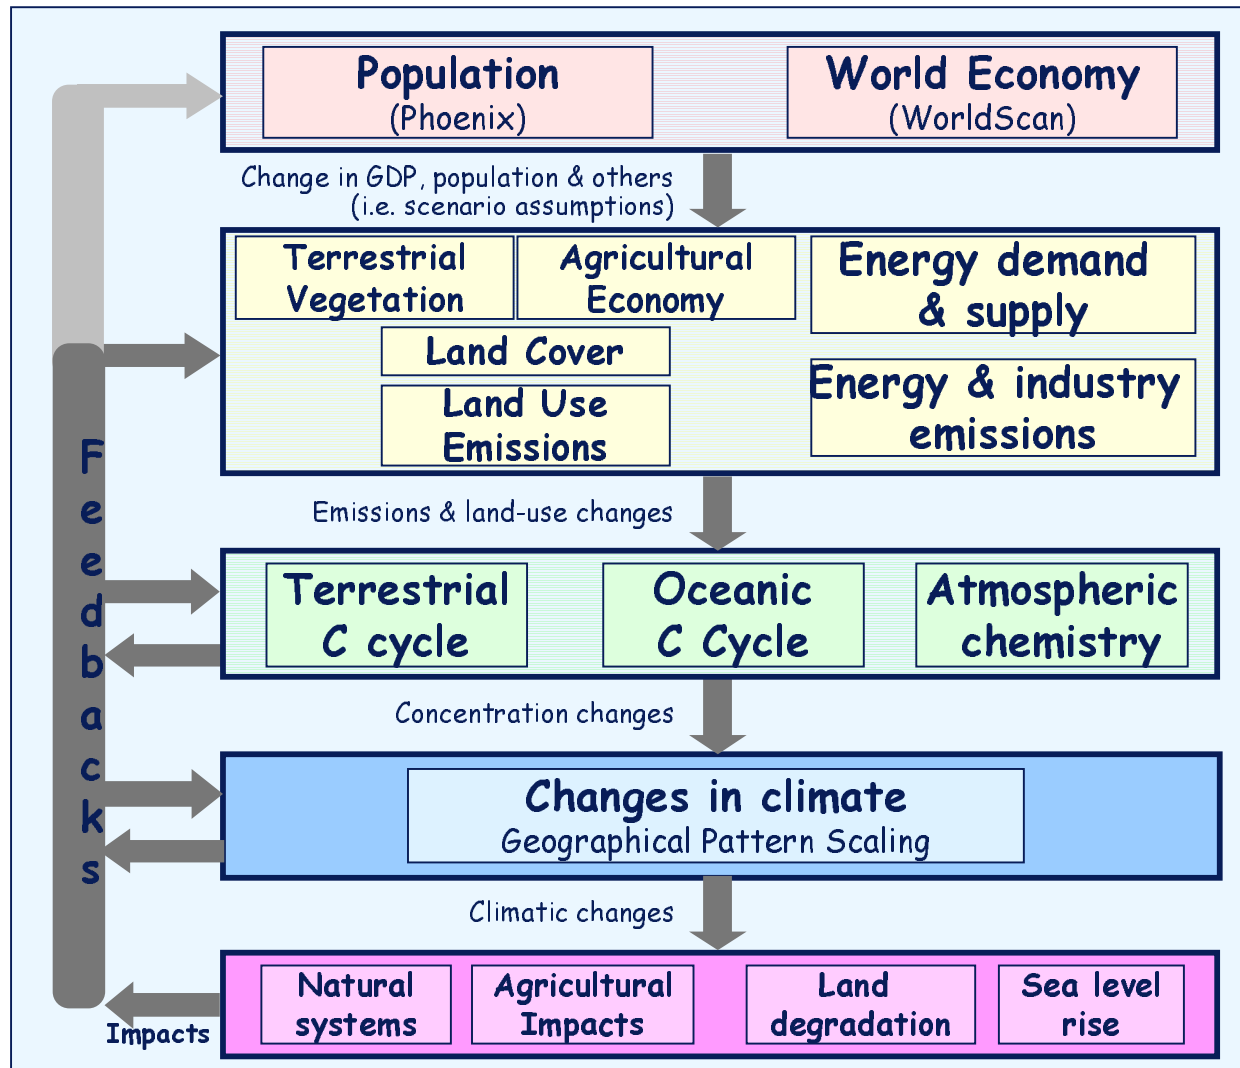 Population
(Phoenix)
World Economy
(WorldScan)
Change in GDP, population & others
(i.e. scenario assumptions)
Terrestrial
Vegetation
Agricultural
Economy
Energy demand
& supply
Land Cover
Land Use
Emissions
Energy & industry
emissions
Emissions & land-use changes
Terrestrial
C cycle
Oceanic
C Cycle
Atmospheric
chemistry
Concentration changes
Changes in climate
Geographical Pattern Scaling
Climatic changes
Natural
systems
Agricultural
Impacts
Land
degradation
Sea level
rise
Impacts
Feedbacks